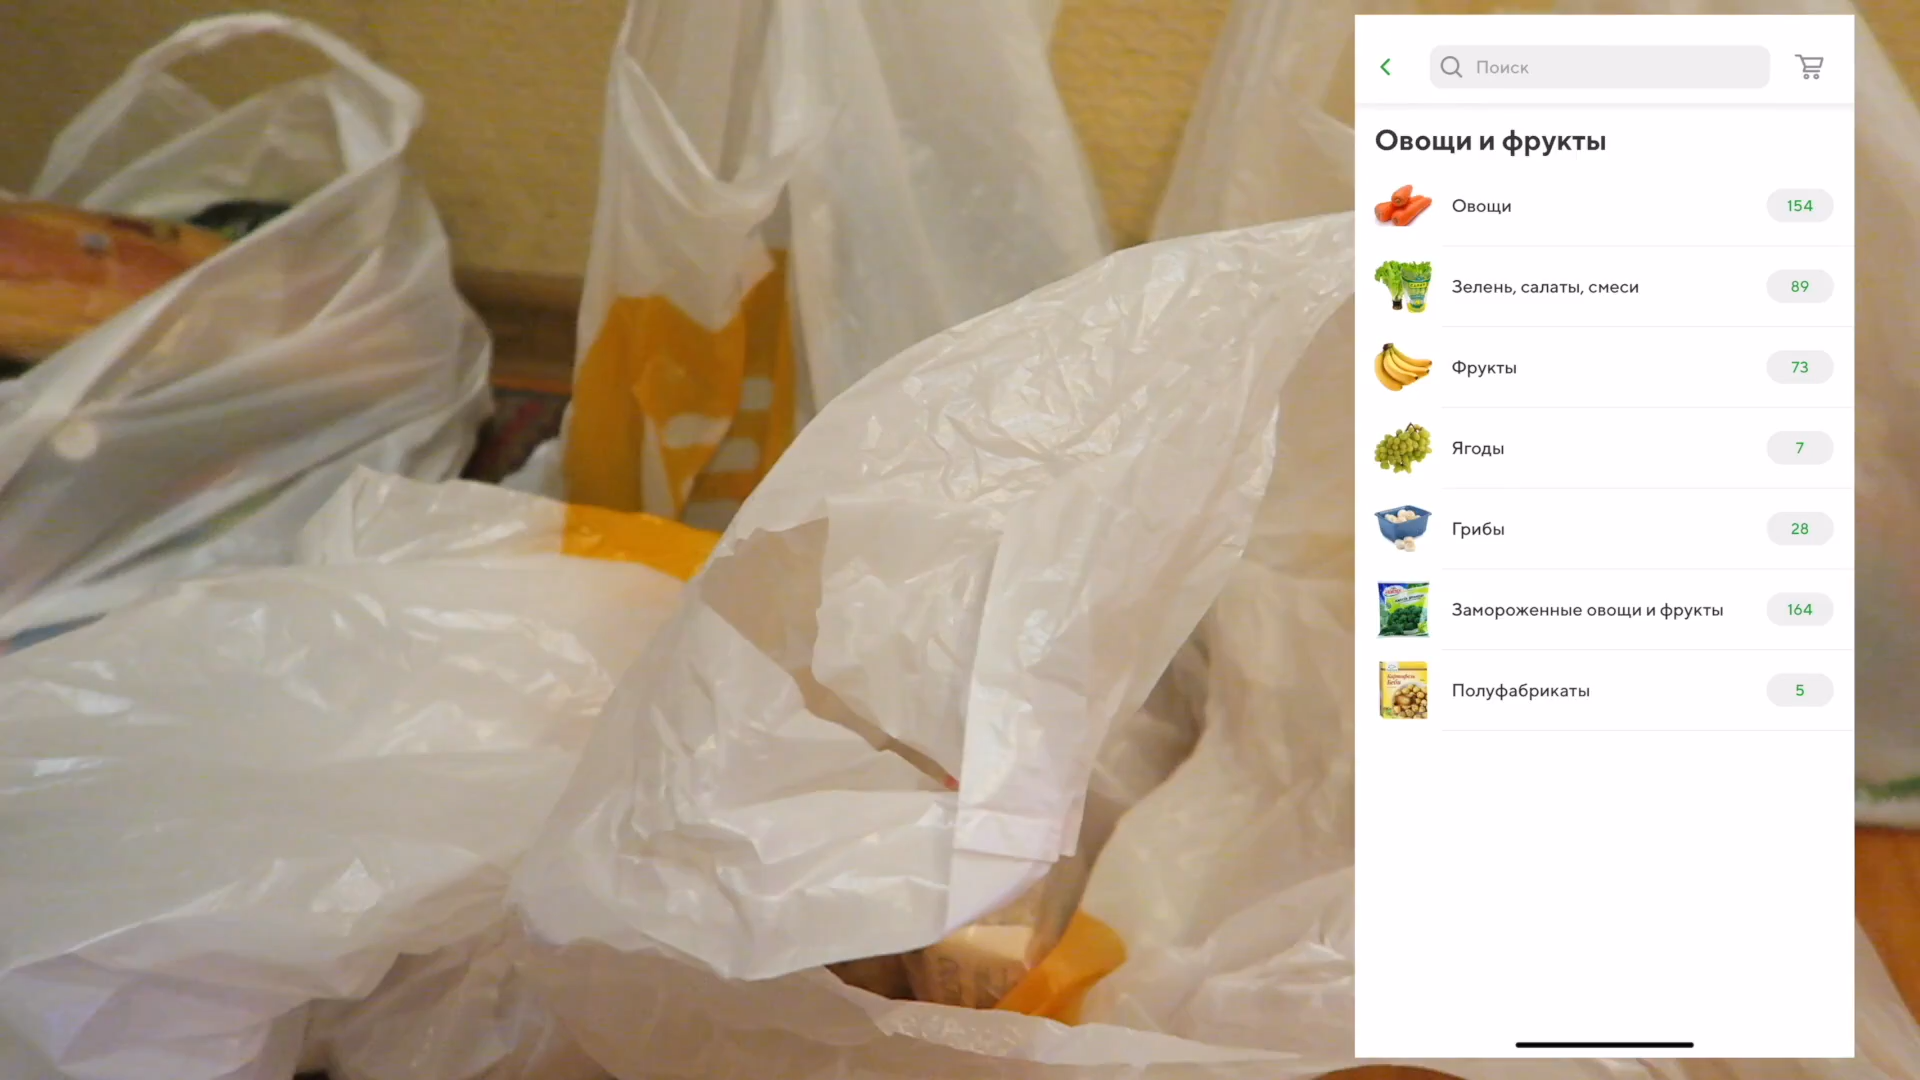 Поиск
Овощи и фрукты
Овощи 154
Зелень, салаты, смеси 89
Фрукты 73
Ягоды 7
Грибы 28
Замороженные овощи и фрукты 164
Полуфабрикаты 5